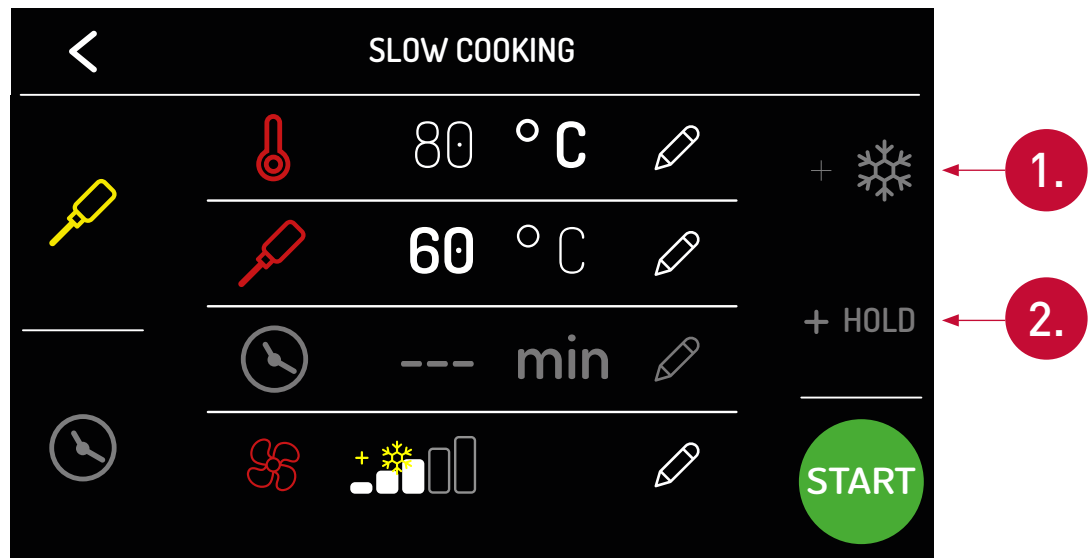 SLOW COOKING
80 °C
+
1.
60 °C
+ HOLD
2.
--- min
+
START